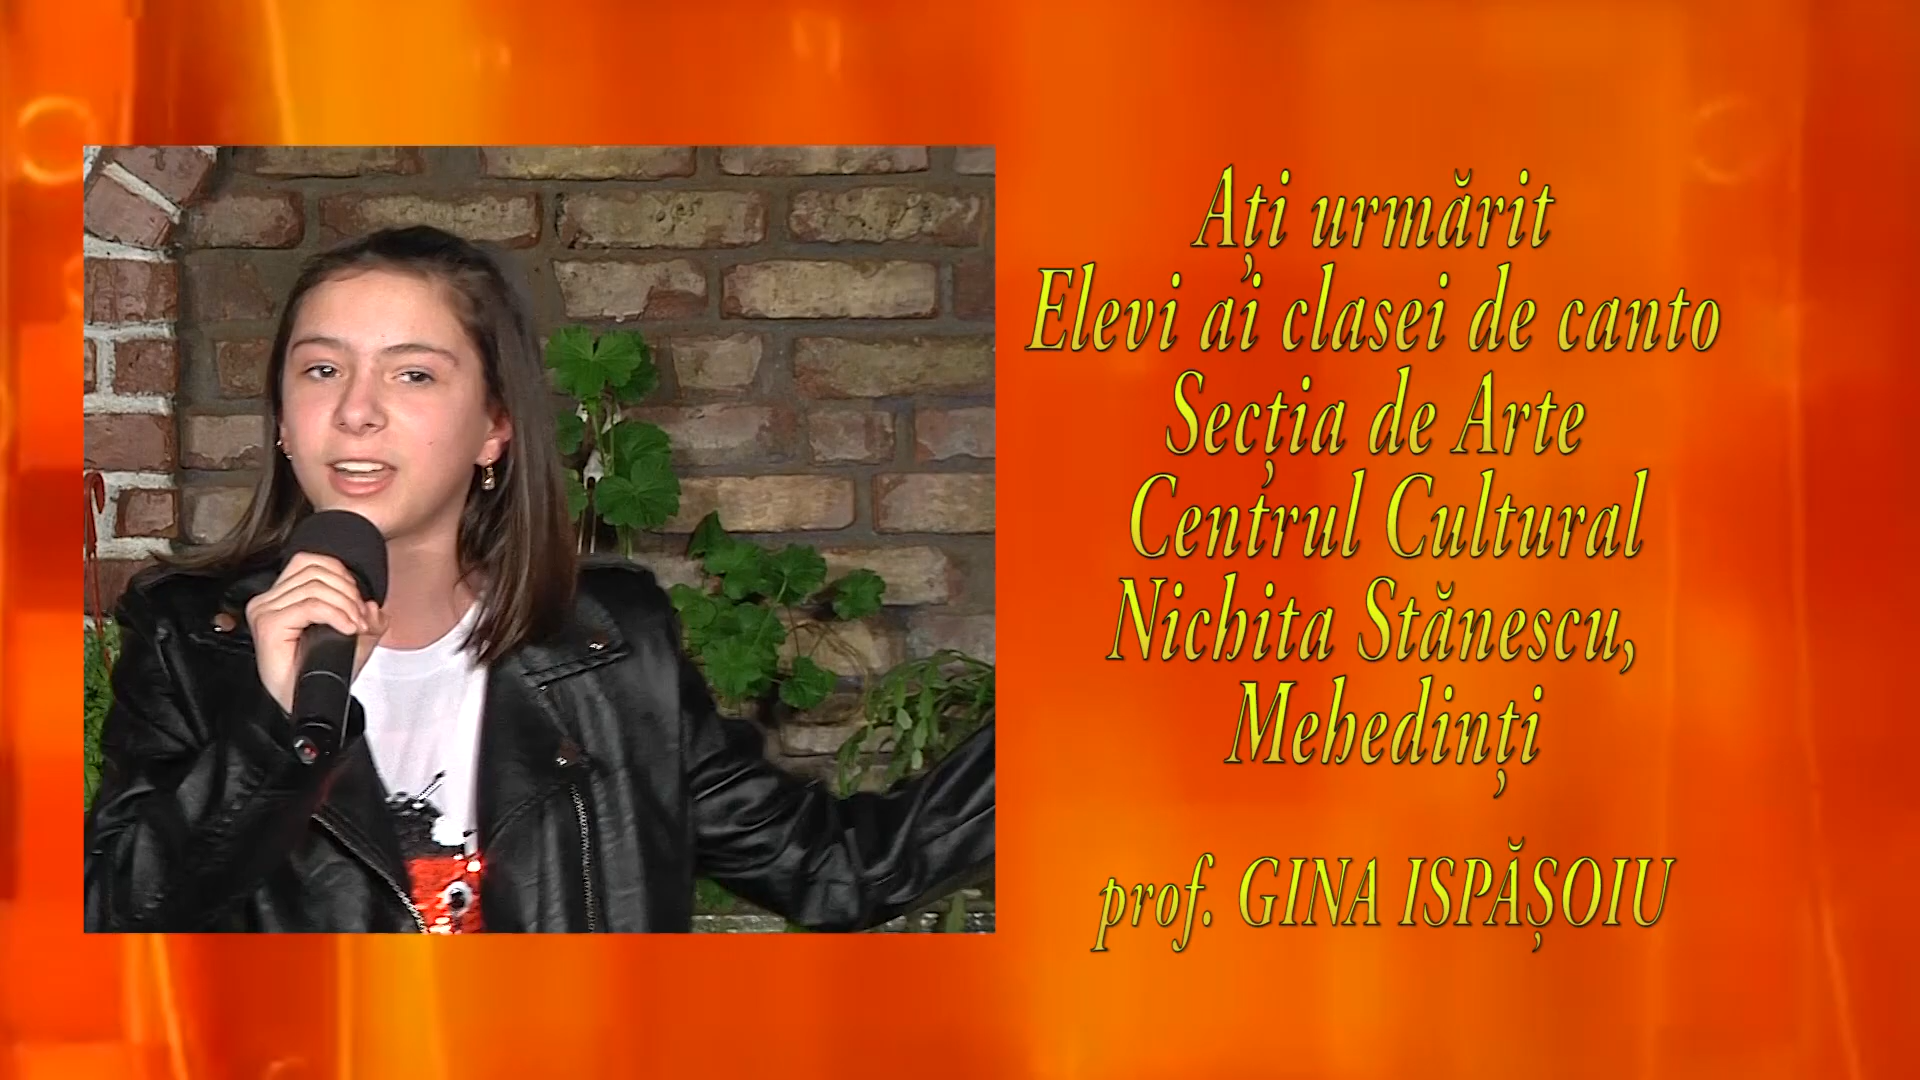 Ați urmărit
Elevi ai clasei de canto
Secția de Arte
Centrul Cultural
Nichita Stănescu,
Mehedinți
prof. GINA ISPĂȘOIU